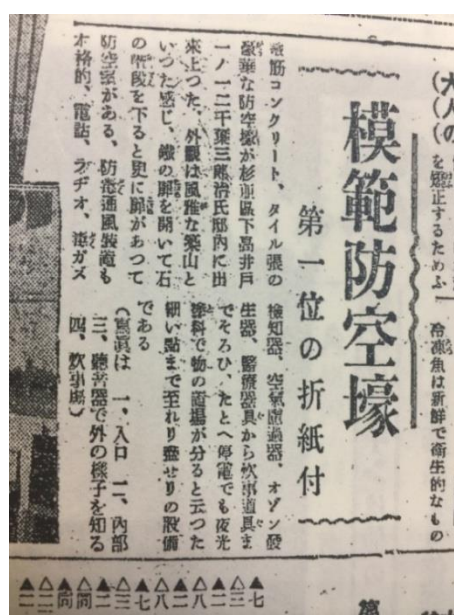 大人の
を矯正するためふ
冷凍魚は新鮮で衛生的なもの
模範防空壕
第一位の折紙付
鐵筋コンクリート、タイル張の
豪華な防空壕が杉並區下高井戸
一ノ一二千葉三郎治氏邸内に出
來上つた、外觀は風雅な築山と
いつた感じ、鐵の扉を開いて石
の階段を下ると更に扉があつて
防空室がある、防毒通風裝置も
本格的、電話、ラヂオ、毒ガス
檢知器、空氣濾過器、オゾン發
生器、醫療器具から炊事道具ま
でそろひ、たとへ停電でも夜光
塗料で物の置場が分ると云つた
細い點まで至れり盡せりの設備
である
(寫眞は 一、入口 二、内部
三、聽音器で外の樣子を知る
四、炊事場)